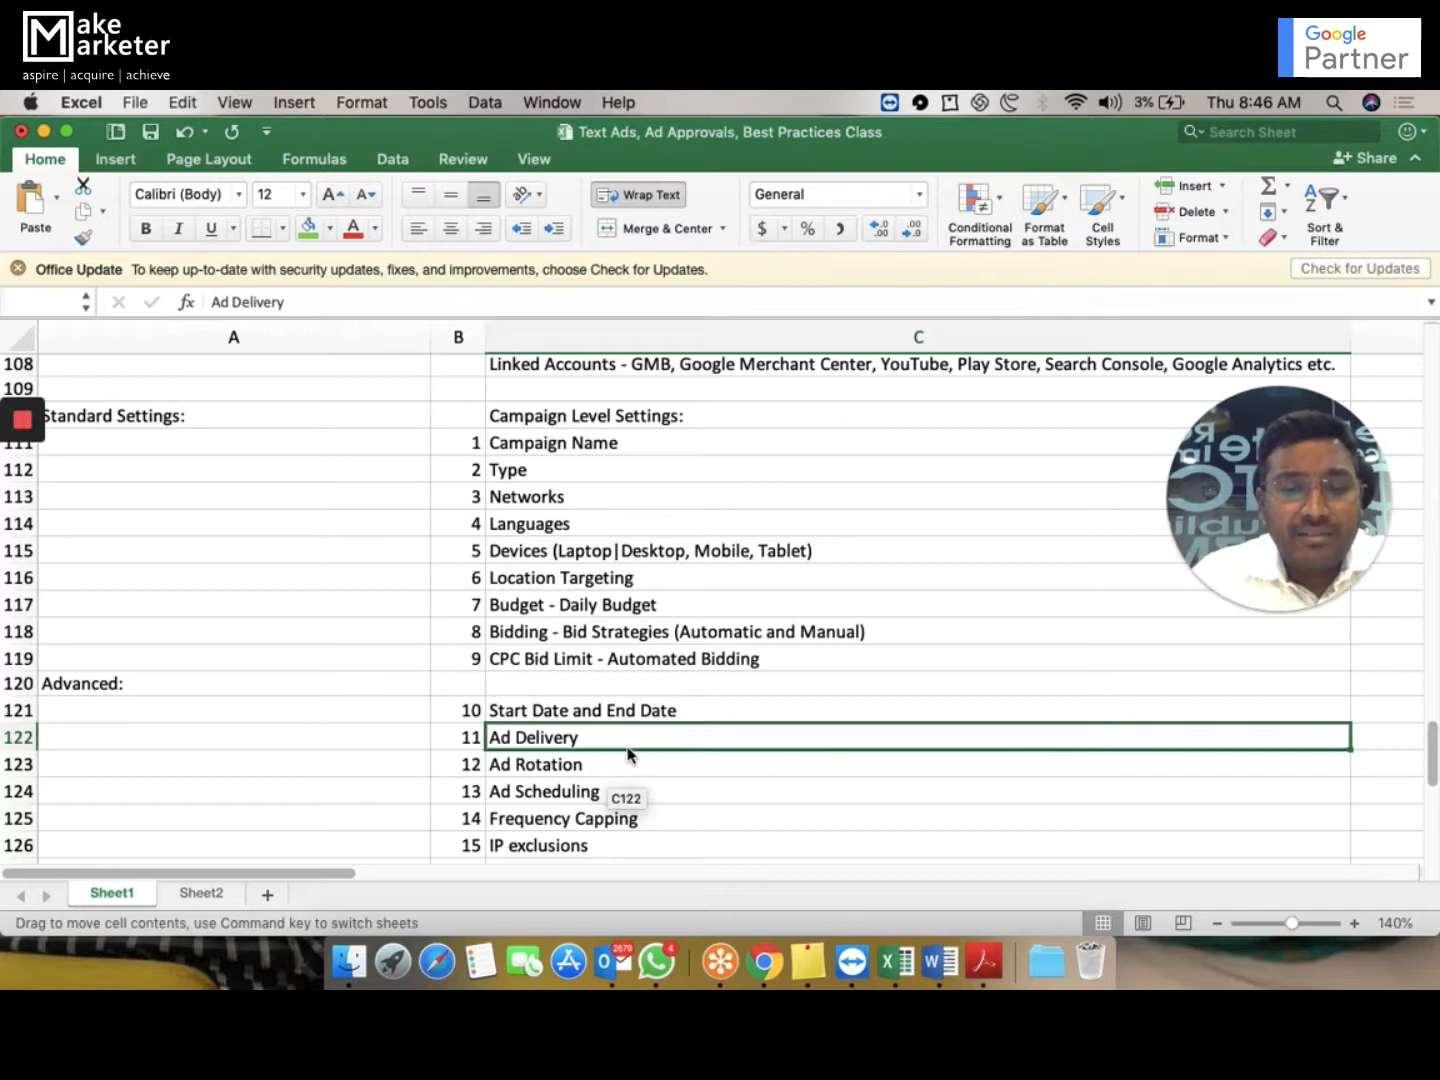 Make
Marketer
aspire | acquire | achieve
Google
Partner
Excel File Edit View Insert Format Tools Data Window Help
3% Thu 8:46 AM
Text Ads, Ad Approvals, Best Practices Class
Search Sheet
Home Insert Page Layout Formulas Data Review View
Share
Paste
Calibri (Body) 12
Wrap Text
General
B I U
Merge & Center
Conditional Formatting
Format as Table
Cell Styles
Insert
Delete
Format
Sort & Filter
Office Update To keep up-to-date with security updates, fixes, and improvements, choose Check for Updates.
Check for Updates
fx Ad Delivery
A B C
108 Linked Accounts - GMB, Google Merchant Center, YouTube, Play Store, Search Console, Google Analytics etc.
109
Standard Settings: Campaign Level Settings:
111 1 Campaign Name
112 2 Type
113 3 Networks
114 4 Languages
115 5 Devices (Laptop|Desktop, Mobile, Tablet)
116 6 Location Targeting
117 7 Budget - Daily Budget
118 8 Bidding - Bid Strategies (Automatic and Manual)
119 9 CPC Bid Limit - Automated Bidding
120 Advanced:
121 10 Start Date and End Date
122 11 Ad Delivery
123 12 Ad Rotation
124 13 Ad Scheduling
C122
125 14 Frequency Capping
126 15 IP exclusions
Sheet1 Sheet2 +
Drag to move cell contents, use Command key to switch sheets
140%
2679
4